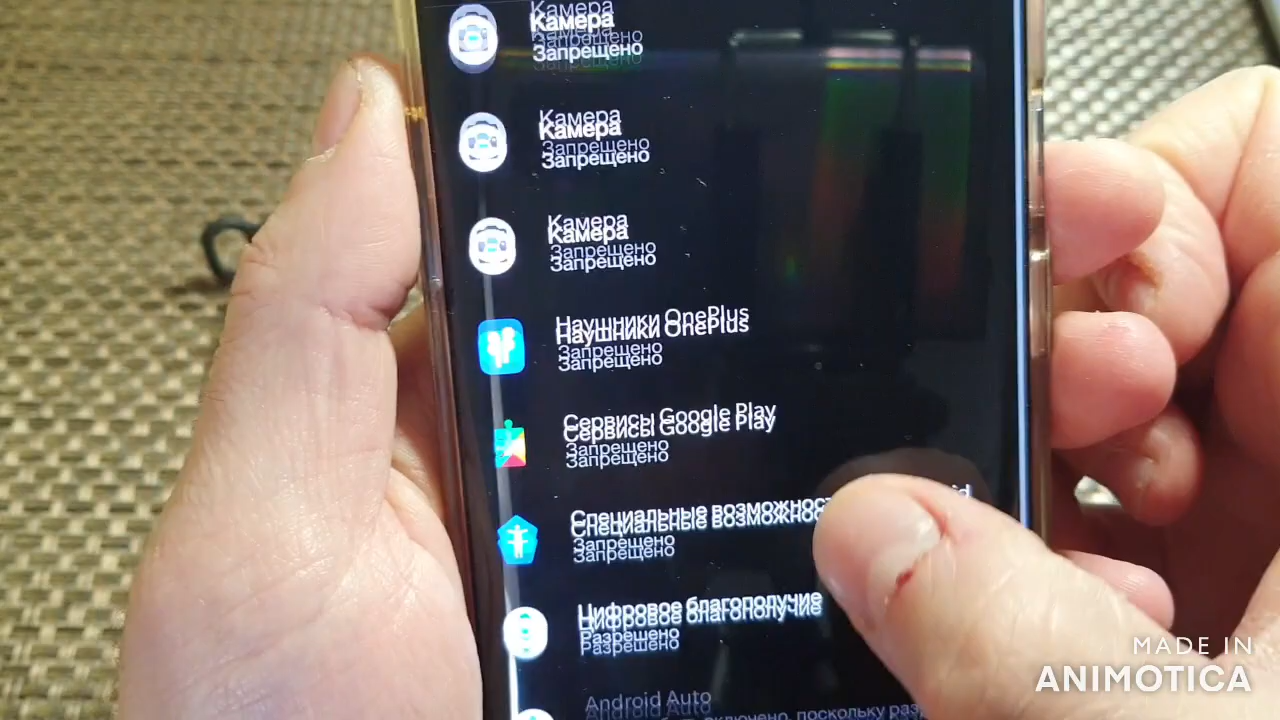 Камера
Запрещено
Камера
Запрещено
Камера
Запрещено
Наушники OnePlus
Запрещено
Сервисы Google Play
Запрещено
Специальные
Запрещено
Цифровое благополучие
Разрешено
Android Auto
поскольку
MADE IN
ANIMOTICA